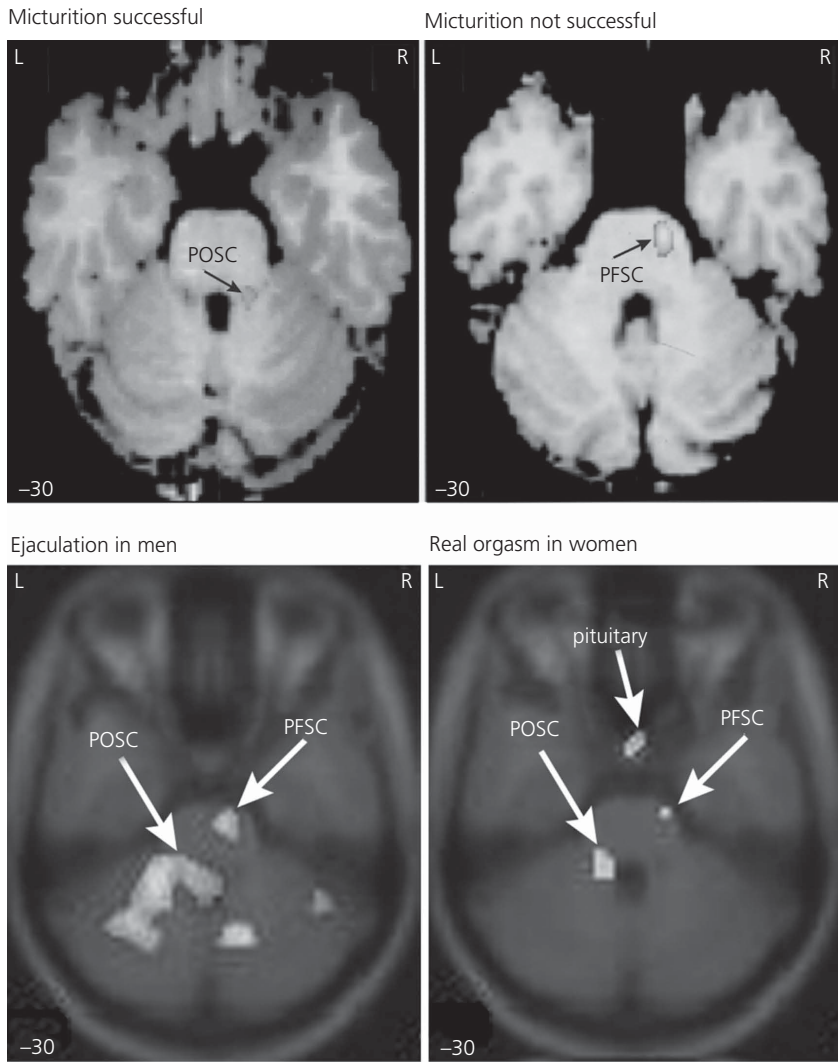 Micturition successful
Micturition not successful
L R
L R
POSC
PFSC
–30
–30
Ejaculation in men
Real orgasm in women
L R
L R
pituitary
POSC
PFSC
POSC
PFSC
–30
–30